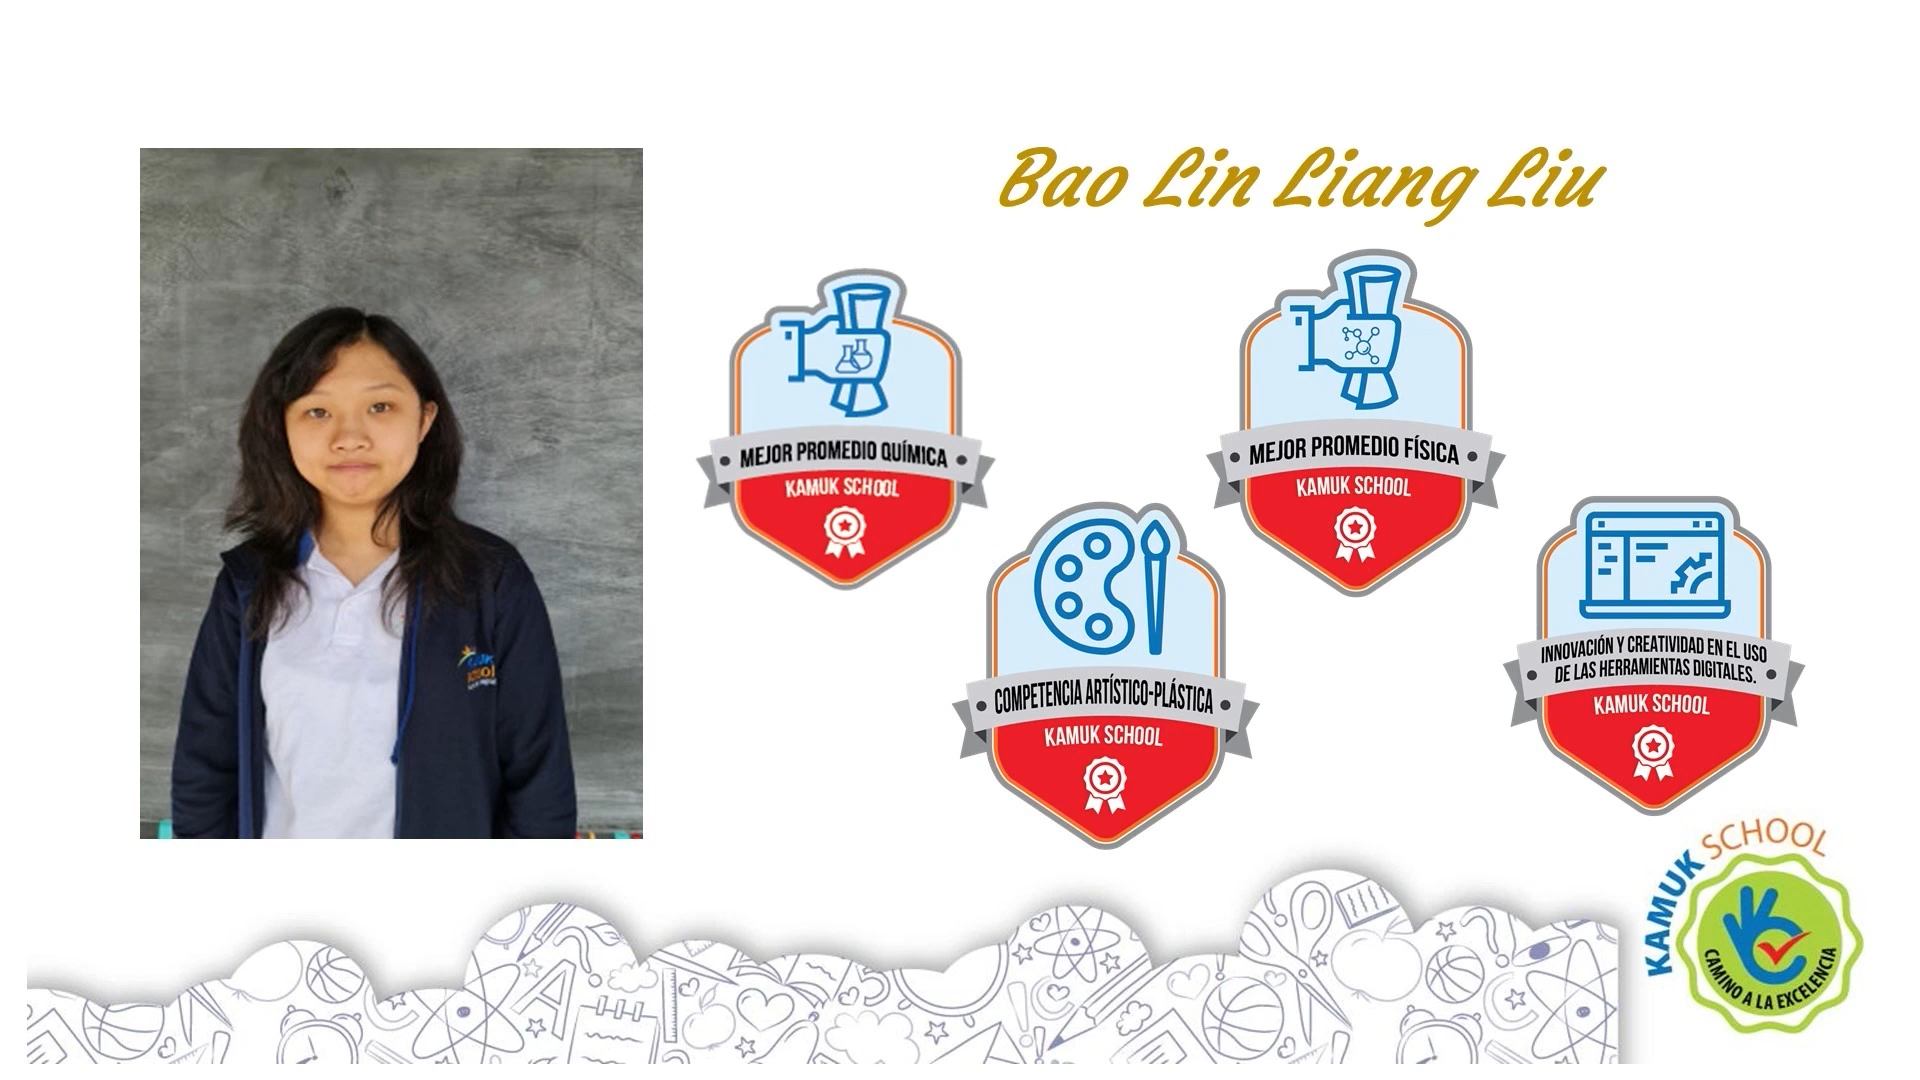 Bao Lin Liang Liu
MEJOR PROMEDIO QUÍMICA
KAMUK SCHOOL
MEJOR PROMEDIO FÍSICA
KAMUK SCHOOL
COMPETENCIA ARTÍSTICO-PLÁSTICA
KAMUK SCHOOL
INNOVACIÓN Y CREATIVIDAD EN EL USO
DE LAS HERRAMIENTAS DIGITALES.
KAMUK SCHOOL
KAMUK SCHOOL
CAMINO A LA EXCELENCIA